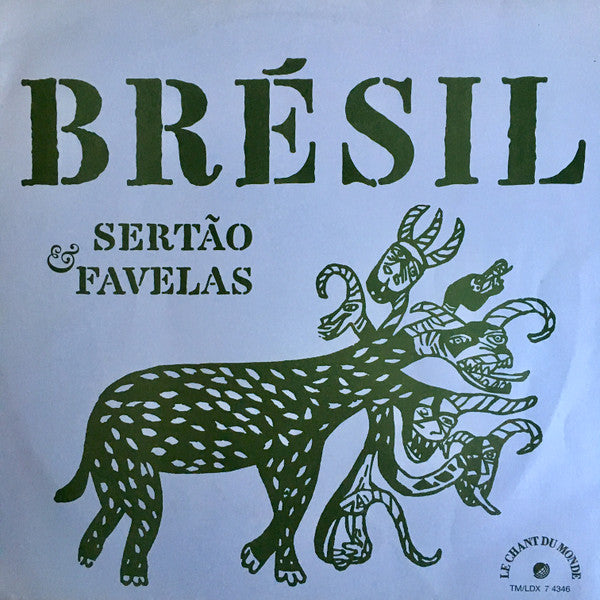 BRÉSIL
SERTÃO
& FAVELAS
LE CHANT DU MONDE
TM/LDX 7 4346